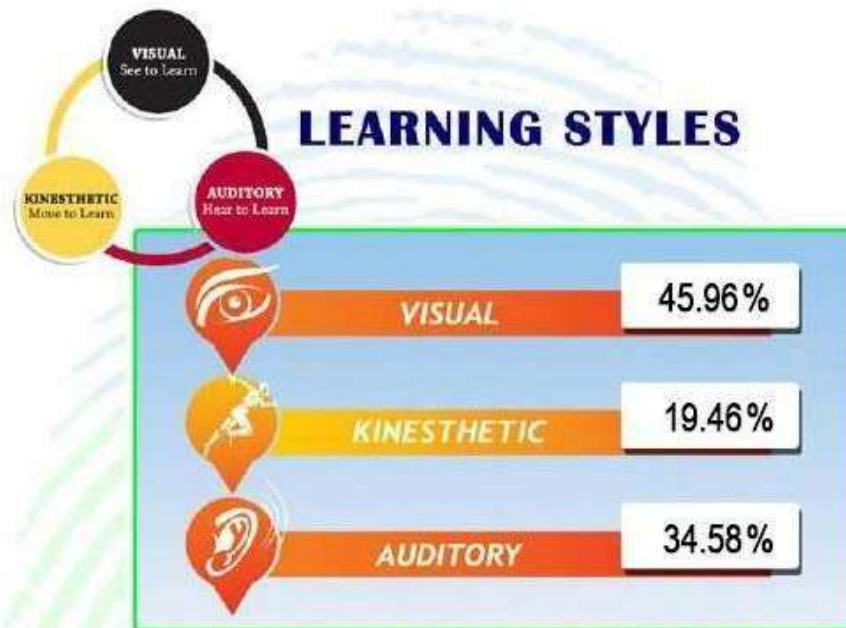 VISUAL
See to Learn
LEARNING STYLES
KINESTHETIC
Move to Learn
AUDITORY
Hear to Learn
VISUAL
45.96%
KINESTHETIC
19.46%
AUDITORY
34.58%